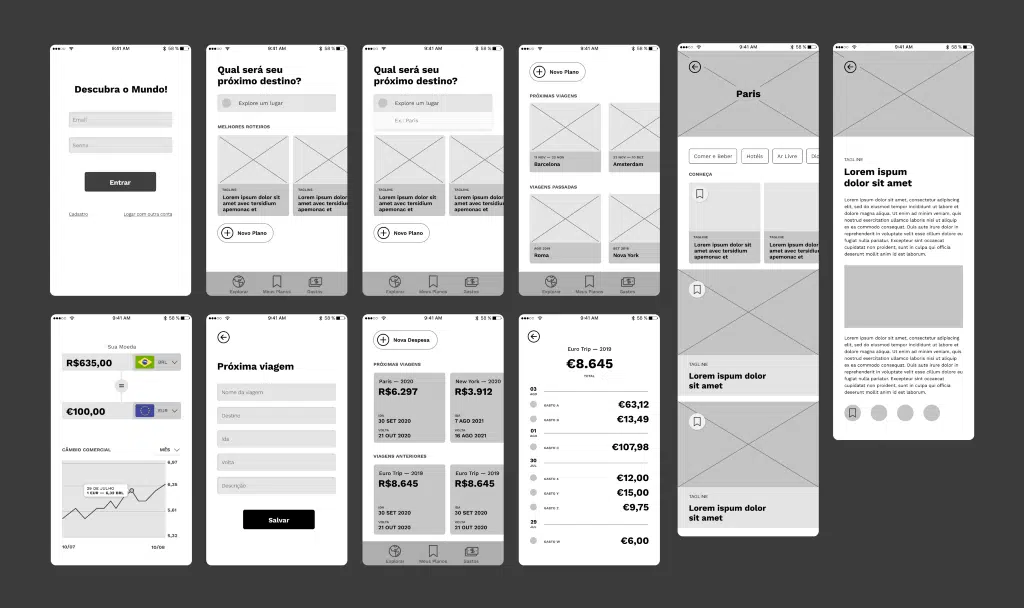 9:41 AM
58 %
Descubra o Mundo!
Email
Senha
Entrar
Cadastro
Logar com outra conta
9:41 AM
58 %
Qual será seu
próximo destino?
Explore um lugar
MELHORES ROTEIROS
TAGLINE
Lorem ipsum dolor sit
amet avec tersidium
apemonac et
TAGLINE
Lorem ipsum
amet avec t
apemonac e
Novo Plano
Explorar
Meus Planos
Gastos
9:41 AM
58 %
Qual será seu
próximo destino?
Explore um lugar
Ex.: Paris
TAGLINE
Lorem ipsum dolor sit
amet avec tersidium
apemonac et
TAGLINE
Lorem ipsum
amet avec t
apemonac e
Novo Plano
Explorar
Meus Planos
Gastos
9:41 AM
58 %
Novo Plano
PRÓXIMAS VIAGENS
Barcelona
Amsterdam
VIAGENS PASSADAS
AGO 2018
Roma
OUT 2018
Nova York
Explorar
Meus Planos
Gastos
9:41 AM
58 %
Paris
Comer e Beber
Hotéis
Ar Livre
CONHEÇA
TAGLINE
Lorem ipsum dolor sit
amet avec tersidium
apemonac et
TAGLINE
Lorem ipsum
amet avec t
apemonac e
TAGLINE
Lorem ipsum dolor
sit amet
TAGLINE
Lorem ipsum dolor
sit amet
9:41 AM
58 %
TAGLINE
Lorem ipsum
dolor sit amet
Lorem ipsum dolor sit amet, consectetur adipiscing
elit, sed do eiusmod tempor incididunt ut labore et
dolore magna aliqua. Ut enim ad minim veniam, quis
nostrud exercitation ullamco laboris nisi ut aliquip
ex ea commodo consequat. Duis aute irure dolor in
reprehenderit in voluptate velit esse cillum dolore eu
fugiat nulla pariatur. Excepteur sint occaecat
cupidatat non proident, sunt in culpa qui officia
deserunt mollit anim id est laborum.
Lorem ipsum dolor sit amet, consectetur adipiscing
elit, sed do eiusmod tempor incididunt ut labore et
dolore magna aliqua. Ut enim ad minim veniam, quis
nostrud exercitation ullamco laboris nisi ut aliquip
ex ea commodo consequat. Duis aute irure dolor in
reprehenderit in voluptate velit esse cillum dolore eu
fugiat nulla pariatur. Excepteur sint occaecat
cupidatat non proident, sunt in culpa qui officia
deserunt mollit anim id est laborum.
9:41 AM
58 %
Sua Moeda
R$635,00
BRL
=
€100,00
EUR
CÂMBIO COMERCIAL
MÊS
29 DE JULHO
1 EUR — 6,33 BRL
6,97
6,35
5,61
5,32
10/07
10/08
9:41 AM
58 %
Próxima viagem
Nome da viagem
Destino
Ida
Volta
Descrição
Salvar
9:41 AM
58 %
Nova Despesa
PRÓXIMAS VIAGENS
Paris — 2020
R$6.297
IDA
30 SET 2020
VOLTA
21 OUT 2020
New York — 2021
R$3.912
IDA
7 AGO 2021
VOLTA
16 AGO 2021
VIAGENS ANTERIORES
Euro Trip — 2019
R$8.645
IDA
30 SET 2020
VOLTA
21 OUT 2020
Euro Trip — 2019
R$8.645
IDA
30 SET 2020
VOLTA
21 OUT 2020
Explorar
Meus Planos
Gastos
9:41 AM
58 %
Euro Trip — 2019
€8.645
TOTAL
03
GASTO A
€63,12
€13,49
01
€107,98
30
€12,00
GASTO Y
€15,00
GASTO Z
€9,75
29
GASTO W
€6,00